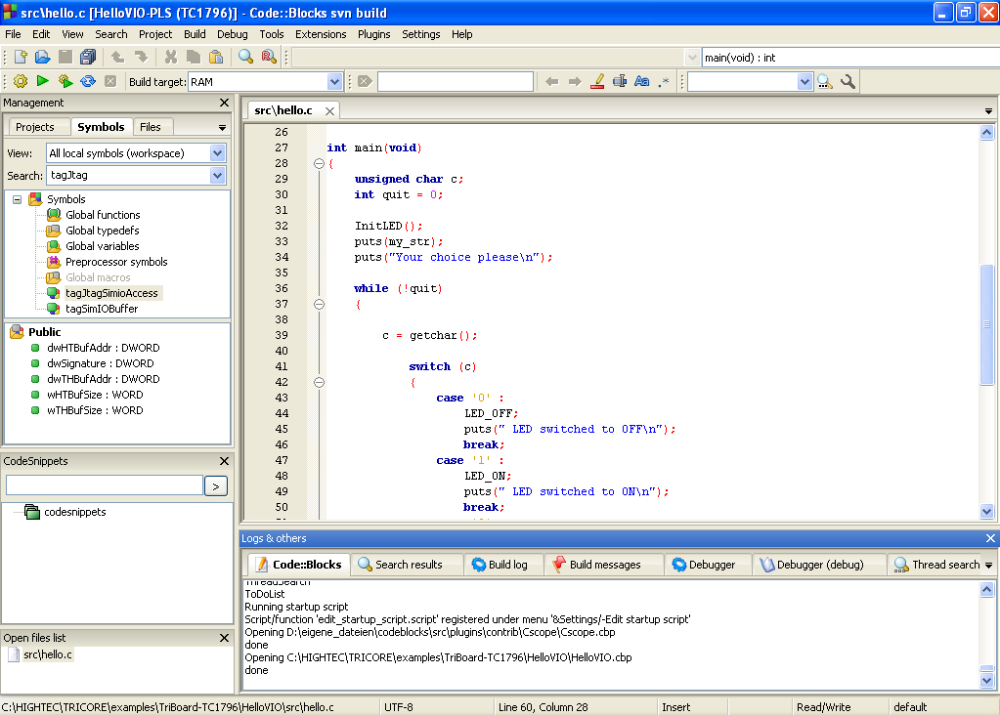 src\hello.c [HelloVIO-PLS (TC1796)] - Code::Blocks svn build
File Edit View Search Project Build Debug Tools Extensions Plugins Settings Help
main(void) : int
Build target: RAM
Aa .*
Management
Projects Symbols Files
View: All local symbols (workspace)
Search: tagJtag
Symbols
Global functions
Global typedefs
Global variables
Preprocessor symbols
Global macros
tagJtagSimioAccess
tagSimIOBuffer
Public
dwHTBufAddr : DWORD
dwSignature : DWORD
dwTHBufAddr : DWORD
wHTBufSize : WORD
wTHBufSize : WORD
CodeSnippets
>
codesnippets
Open files list
src\hello.c
src\hello.c
26
27 int main(void)
28 {
29 unsigned char c;
30 int quit = 0;
31
32 InitLED();
33 puts(my_str);
34 puts("Your choice please\n");
35
36 while (!quit)
37 {
38
39 c = getchar();
40
41 switch (c)
42 {
43 case '0' :
44 LED_OFF;
45 puts(" LED switched to OFF\n");
46 break;
47 case '1' :
48 LED_ON;
49 puts(" LED switched to ON\n");
50 break;
Logs & others
Code::Blocks Search results Build log Build messages Debugger Debugger (debug) Thread search
ThreadSearch
ToDoList
Running startup script
Script/function 'edit_startup_script.script' registered under menu '&Settings/-Edit startup script'
Opening D:\eigene_dateien\codeblocks\src\plugins\contrib\Cscope\Cscope.cbp
done
Opening C:\HIGHTEC\TRICORE\examples\TriBoard-TC1796\HelloVIO\HelloVIO.cbp
done
C:\HIGHTEC\TRICORE\examples\TriBoard-TC1796\HelloVIO\src\hello.c UTF-8 Line 60, Column 28 Insert Read/Write default